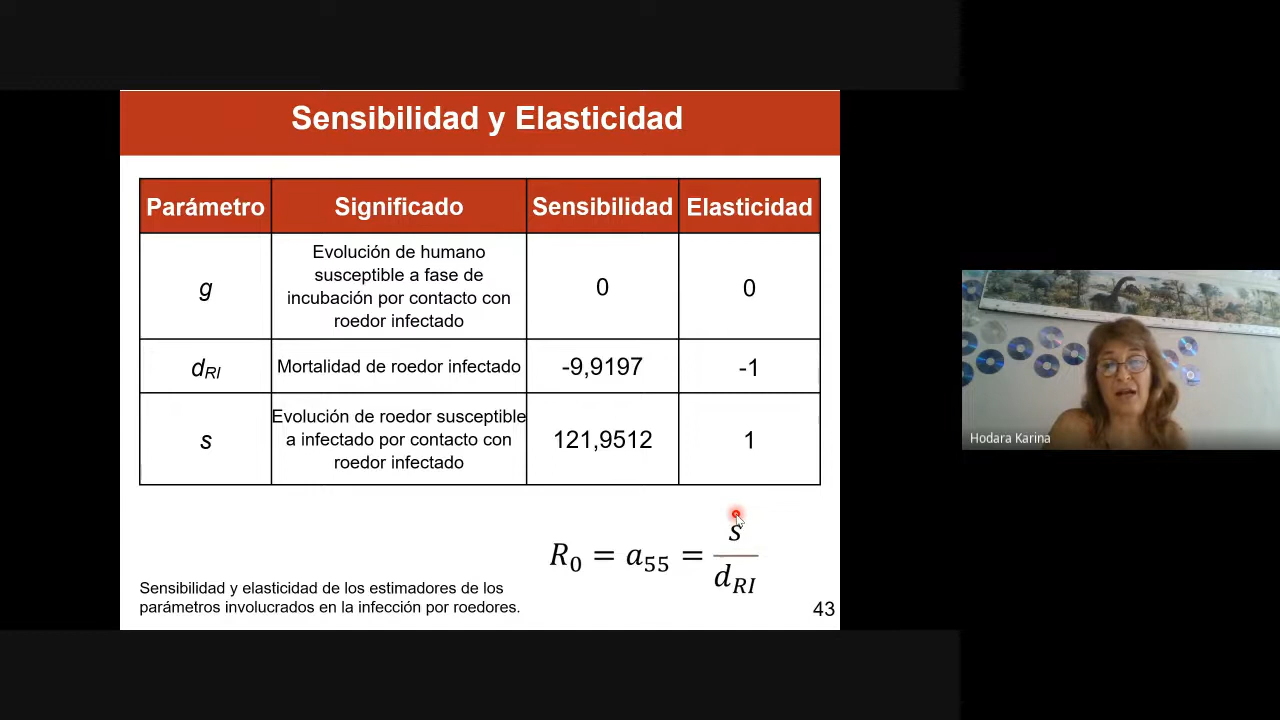 Sensibilidad y Elasticidad
Parámetro Significado Sensibilidad Elasticidad
g
Evolución de humano
susceptible a fase de
incubación por contacto con
roedor infectado
0
0
dRI
Mortalidad de roedor infectado
-9,9197
-1
s
Evolución de roedor susceptible
a infectado por contacto con
roedor infectado
121,9512
1
R0 = a55 = s / dRI
Sensibilidad y elasticidad de los estimadores de los
parámetros involucrados en la infección por roedores.
43
Hodara Karina